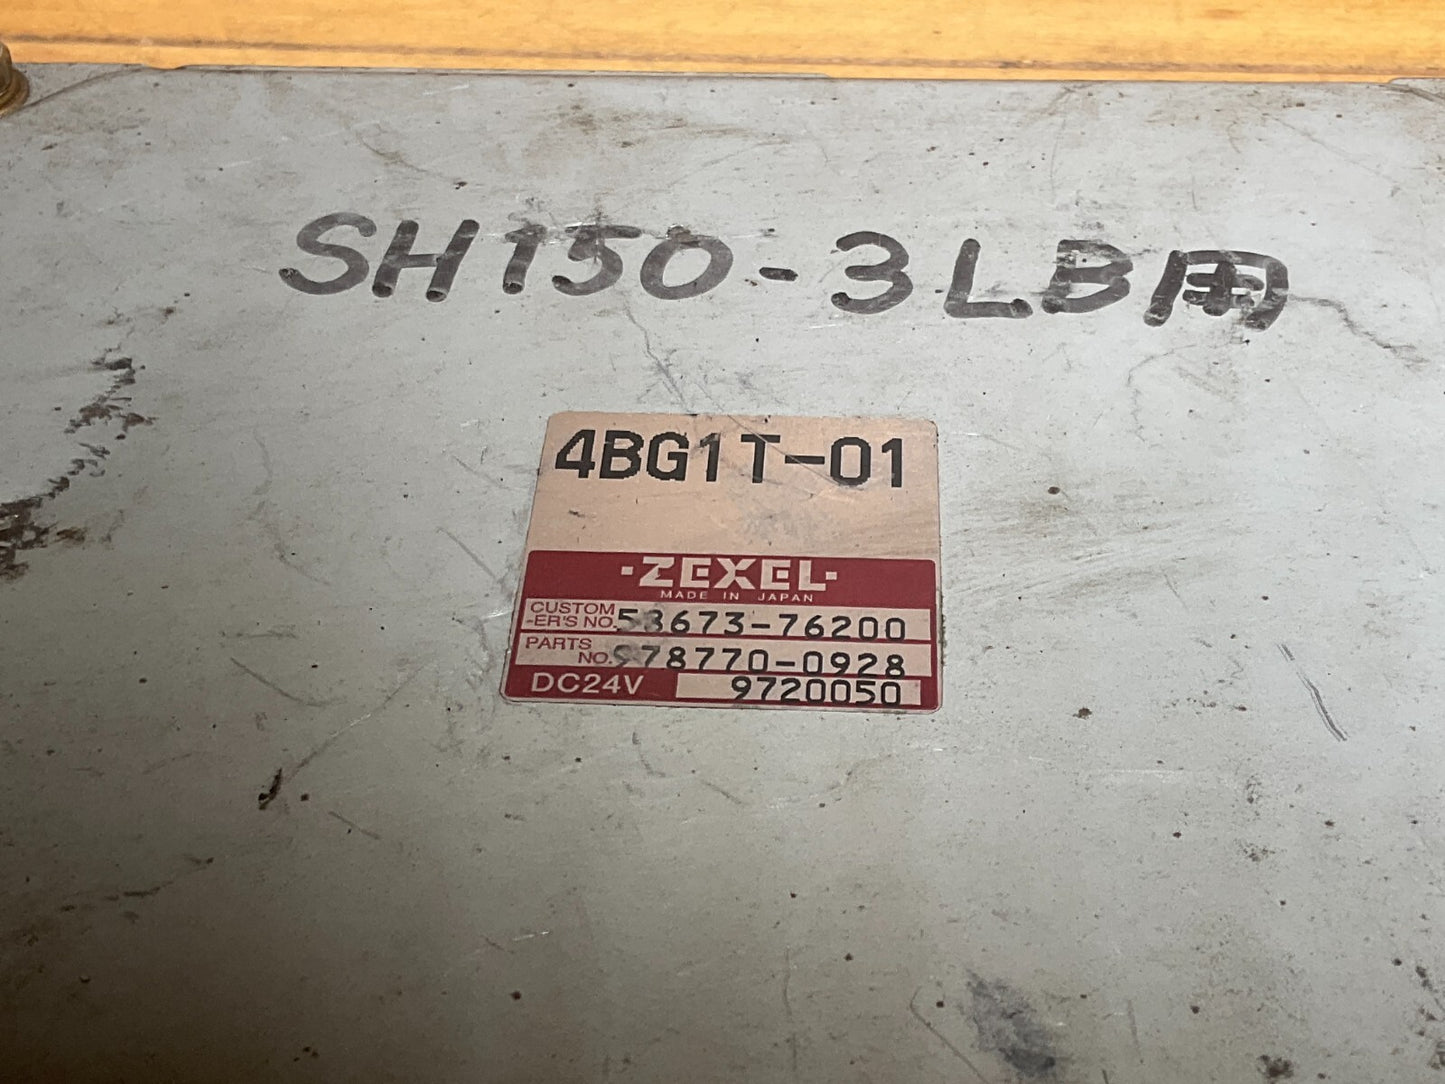 SH150-3LB用
4BG1T-01
·ZEXEL·
MADE IN JAPAN
CUSTOM
-ER'S NO. 58673-76200
PARTS
NO. 978770-0928
DC24V 9720050